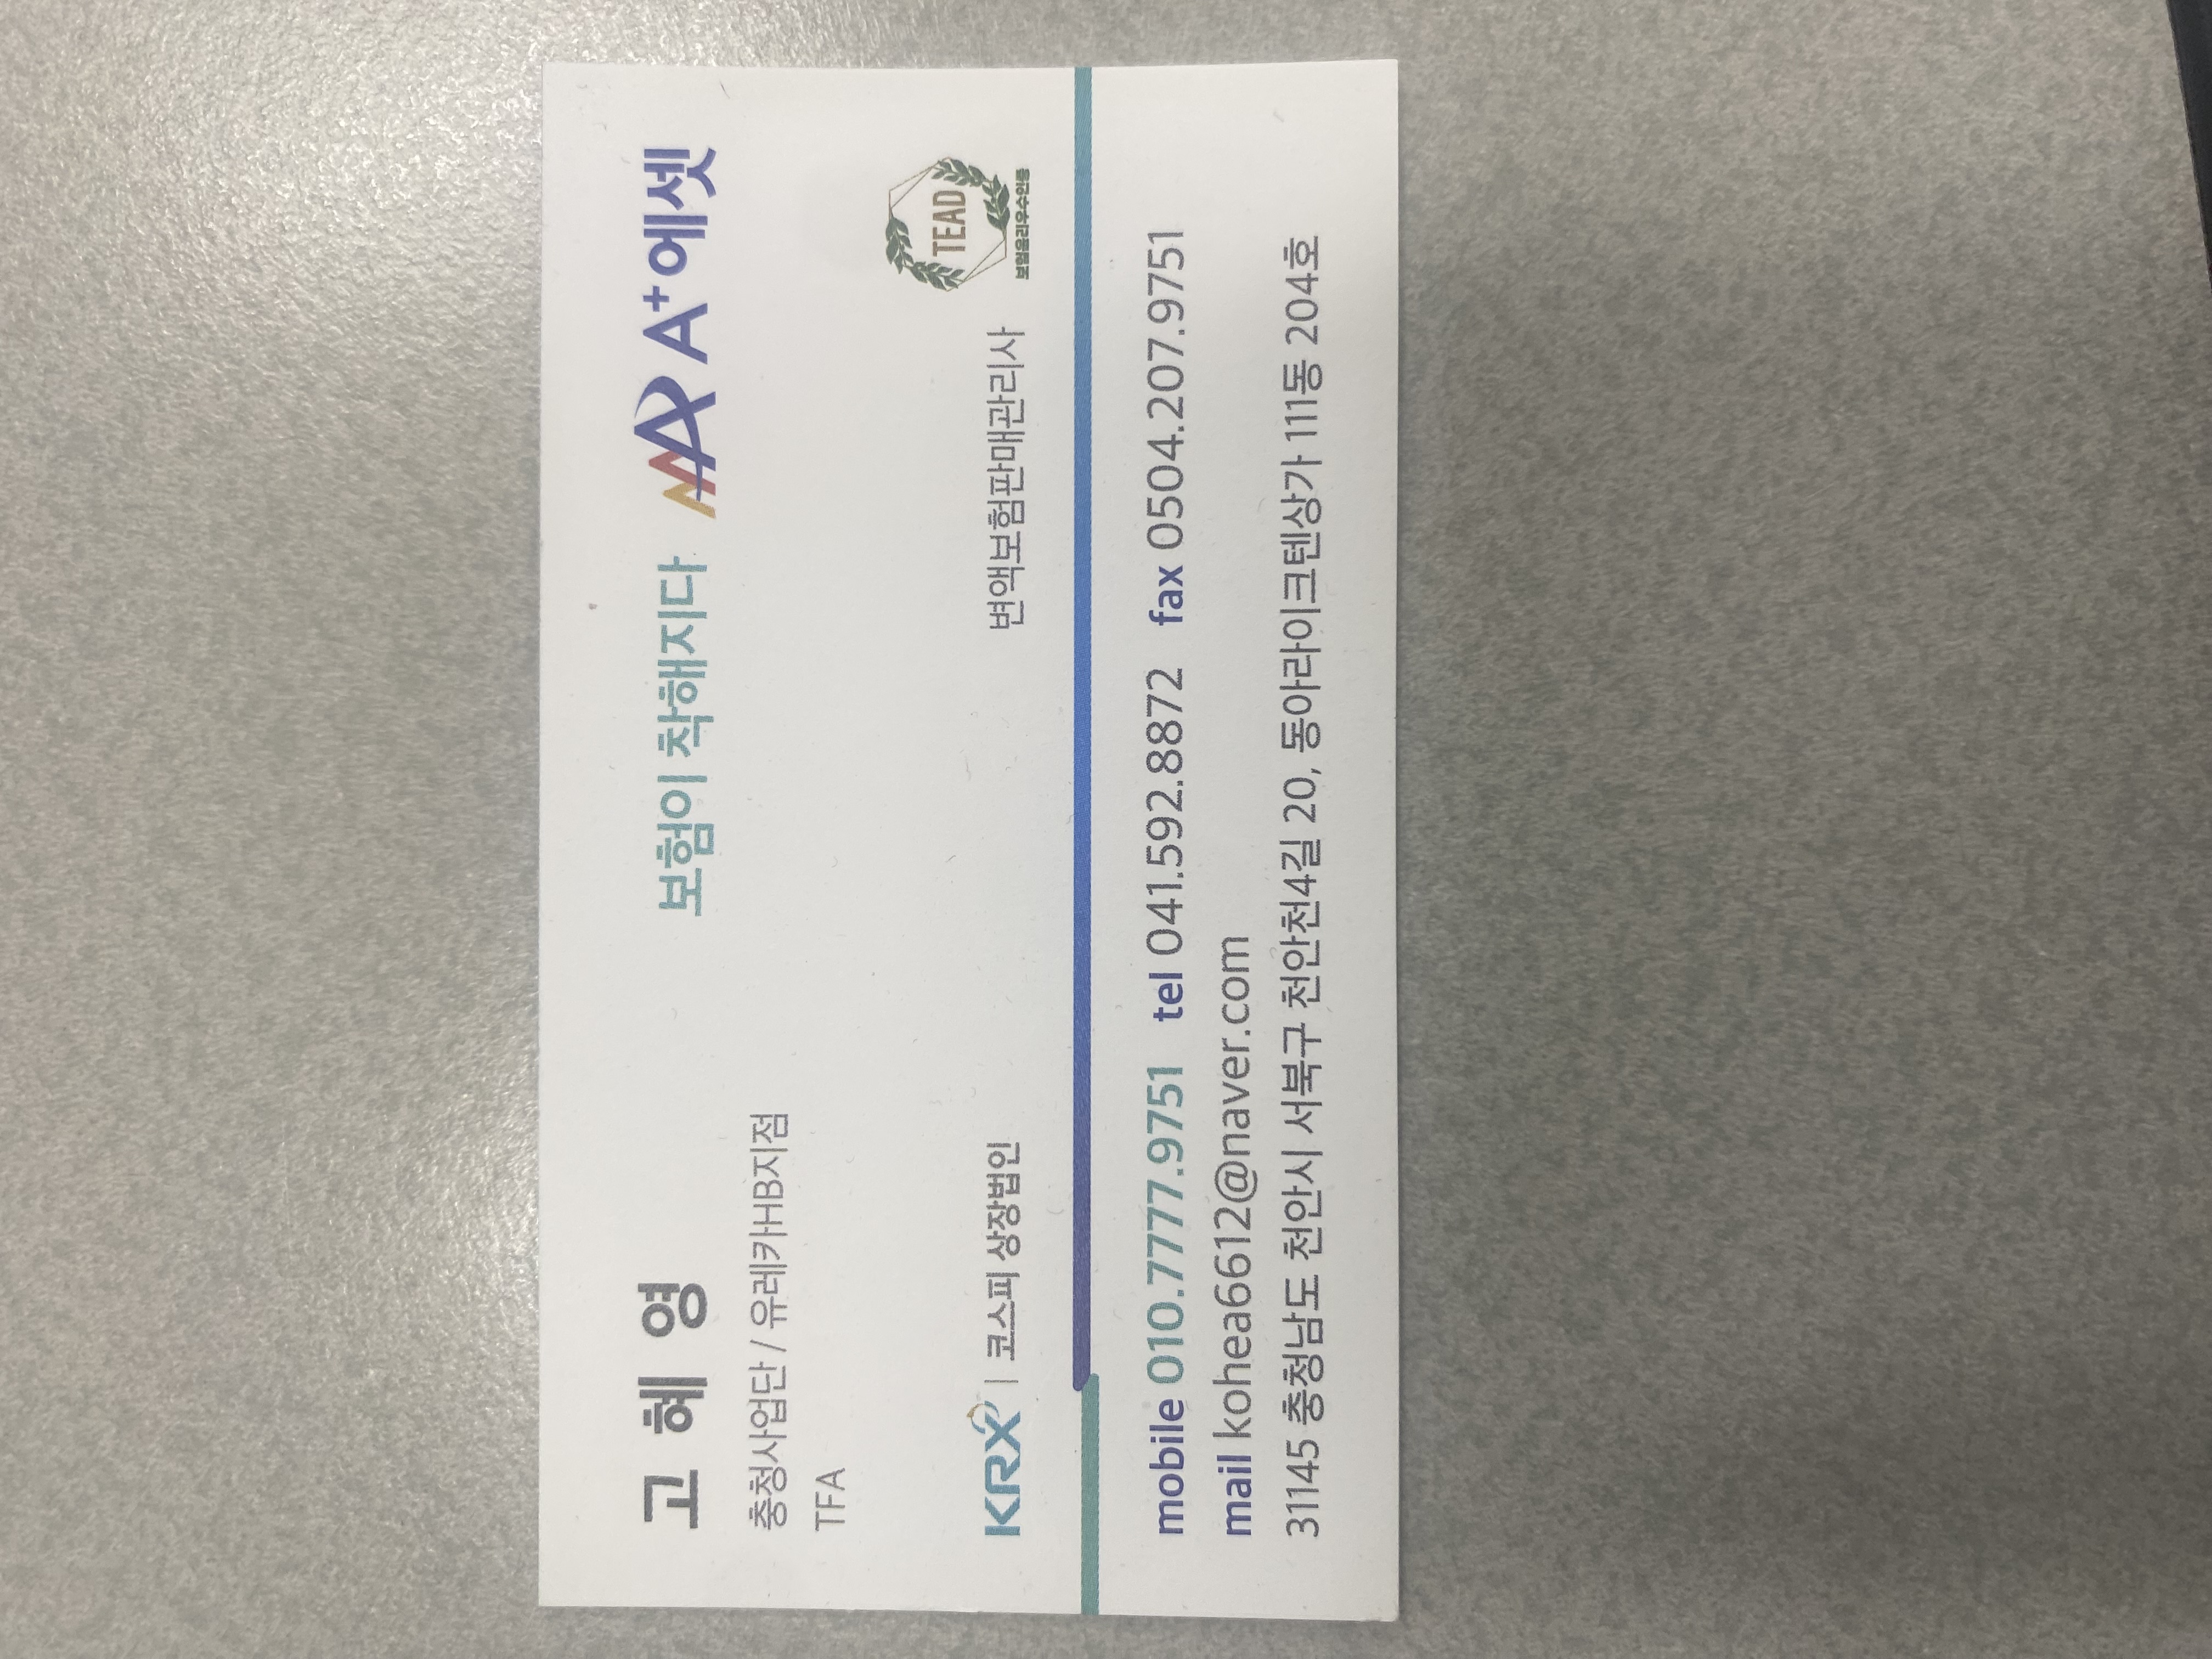 고 혜 영
보험이 착해지다 A+에셋
충청사업단 / 유레카HB지점
TFA
TEAD
보험올리우수인증
KRX | 코스피 상장법인
변액보험판매관리사
mobile 010.7777.9751 tel 041.592.8872 fax 0504.207.9751
mail kohea6612@naver.com
31145 충청남도 천안시 서북구 천안천4길 20, 동아라이크텐상가 111동 204호